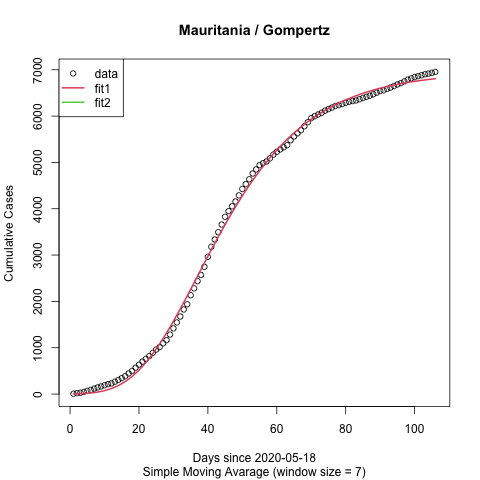 Mauritania / Gompertz
data
fit1
fit2
Cumulative Cases
7000
6000
5000
4000
3000
2000
1000
0
0 20 40 60 80 100
Days since 2020-05-18
Simple Moving Avarage (window size = 7)